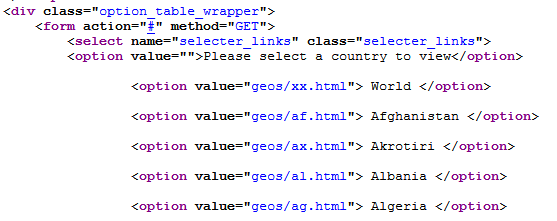 <div class="option_table_wrapper">
<form action="#" method="GET">
<select name="selecter_links" class="selecter_links">
<option value="">Please select a country to view</option>
<option value="geos/xx.html"> World </option>
<option value="geos/af.html"> Afghanistan </option>
<option value="geos/ax.html"> Akrotiri </option>
<option value="geos/al.html"> Albania </option>
<option value="geos/ag.html"> Algeria </option>